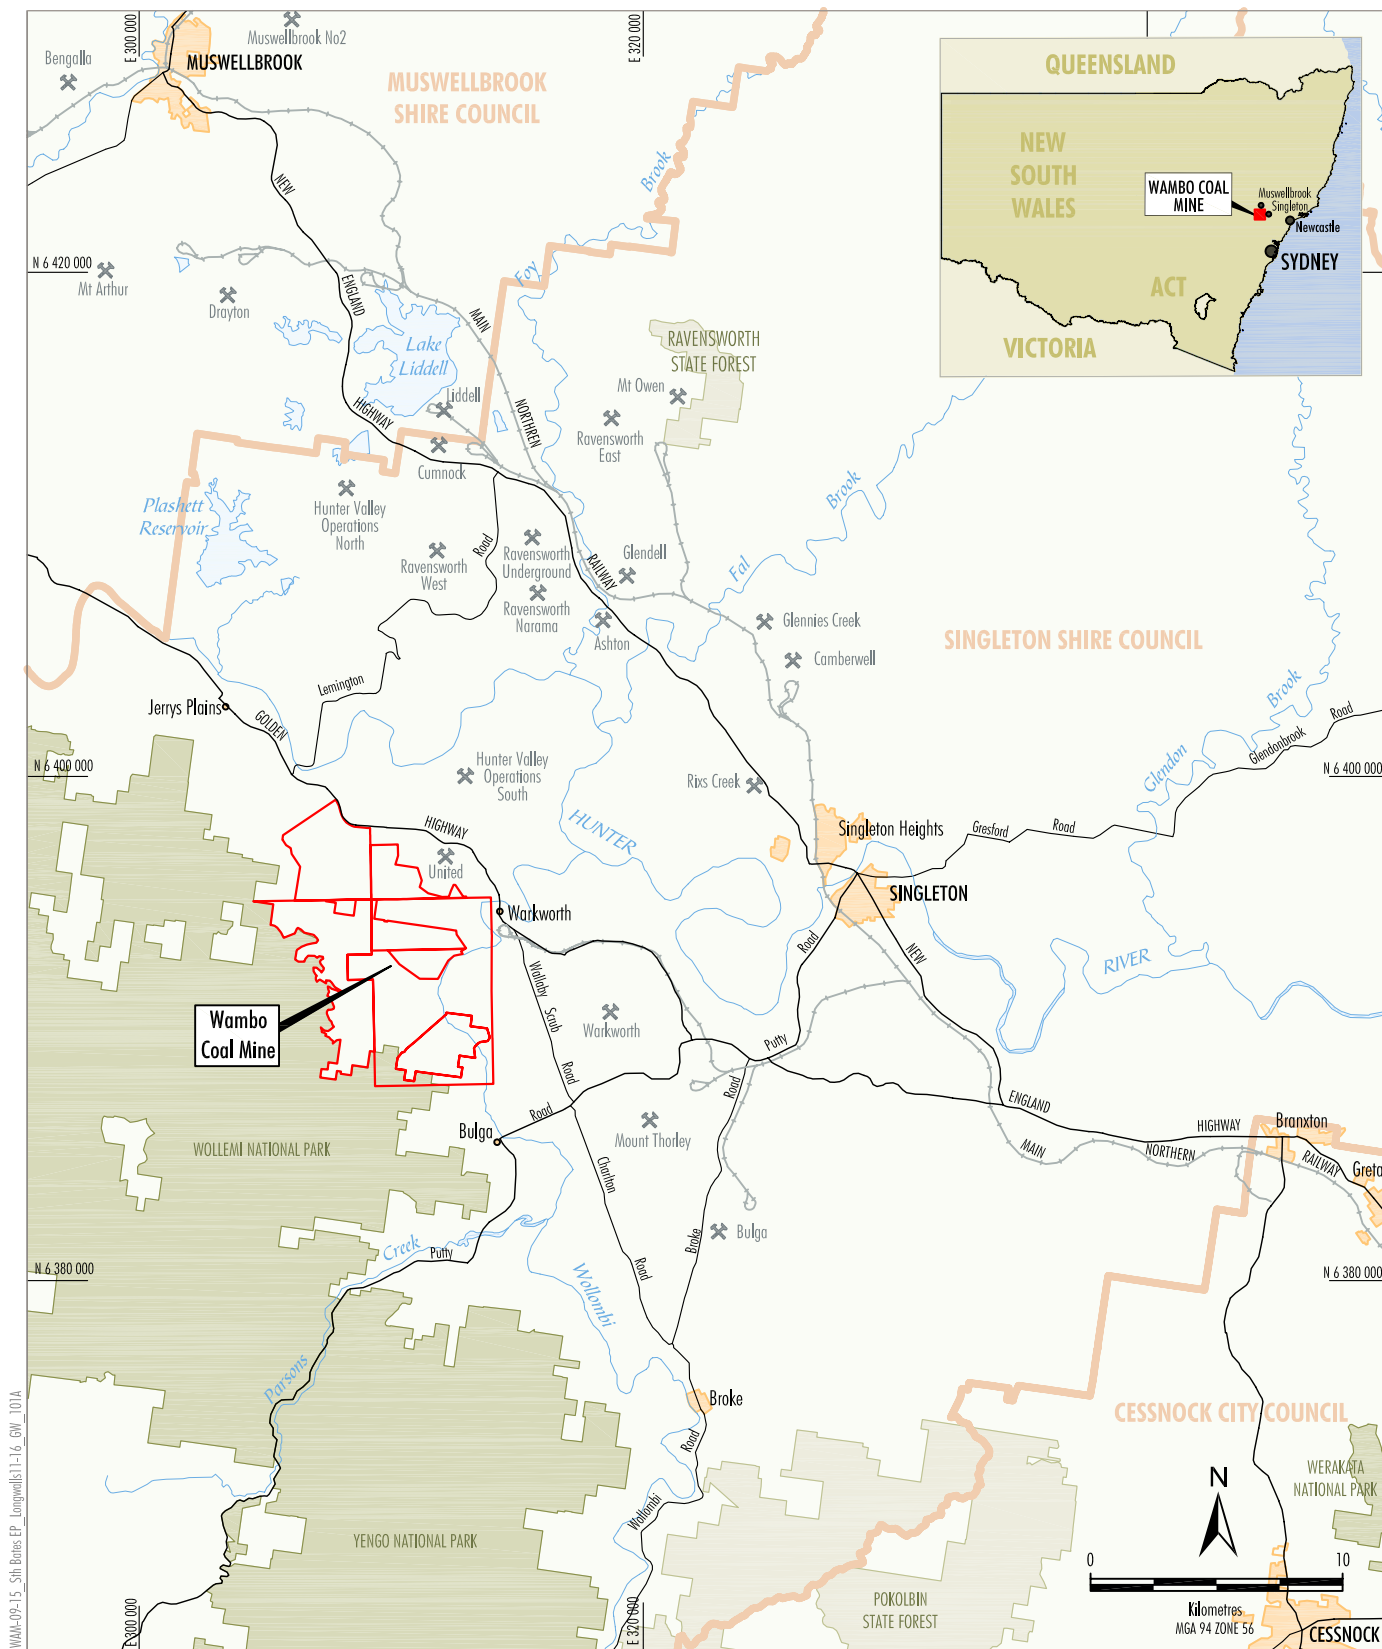 E 300 000
E 320 000
Muswellbrook No2
Bengalla
MUSWELLBROOK
MUSWELLBROOK
SHIRE COUNCIL
QUEENSLAND
NEW
SOUTH
WALES
WAMBO COAL
MINE
Muswellbrook
Singleton
Newcastle
SYDNEY
ACT
VICTORIA
NEW
Brook
Foy
N 6 420 000
Mt Arthur
Drayton
ENGLAND
MAIN
Lake
Liddell
RAVENSWORTH
STATE FOREST
Mt Owen
Liddell
HIGHWAY
NORTHREN
Ravensworth
East
Cumnock
Plashett
Reservoir
Hunter Valley
Operations
North
Brook
Road
Ravensworth
West
Ravensworth
Underground
RAILWAY
Glendell
Fal
Ravensworth
Narama
Ashton
Glennies Creek
Camberwell
SINGLETON SHIRE COUNCIL
Lemington
Jerrys Plains
GOLDEN
Brook
Road
Glendonbrook
Glendon
N 6 400 000
Hunter Valley
Operations
South
Rixs Creek
N 6 400 000
HIGHWAY
HUNTER
Singleton Heights
Gresford
Road
United
SINGLETON
Warkworth
Road
NEW
RIVER
Wallaby
Scrub
Road
Wambo
Coal Mine
Warkworth
Putty
Road
Road
ENGLAND
Bulga
Mount Thorley
MAIN
NORTHERN
HIGHWAY
Branxton
RAILWAY
Greta
WOLLEMI NATIONAL PARK
Charlton
Road
Broke
Bulga
Creek
Putty
N 6 380 000
N 6 380 000
Wollombi
Parsons
Broke
Road
CESSNOCK CITY COUNCIL
WERAKATA
NATIONAL PARK
N
Wollombi
YENGO NATIONAL PARK
POKOLBIN
STATE FOREST
0
10
Kilometres
MGA 94 ZONE 56
CESSNOCK
E 300 000
E 320 000
WAM-09-15_Sth Bates EP_Longwalls11-16_GW_101A